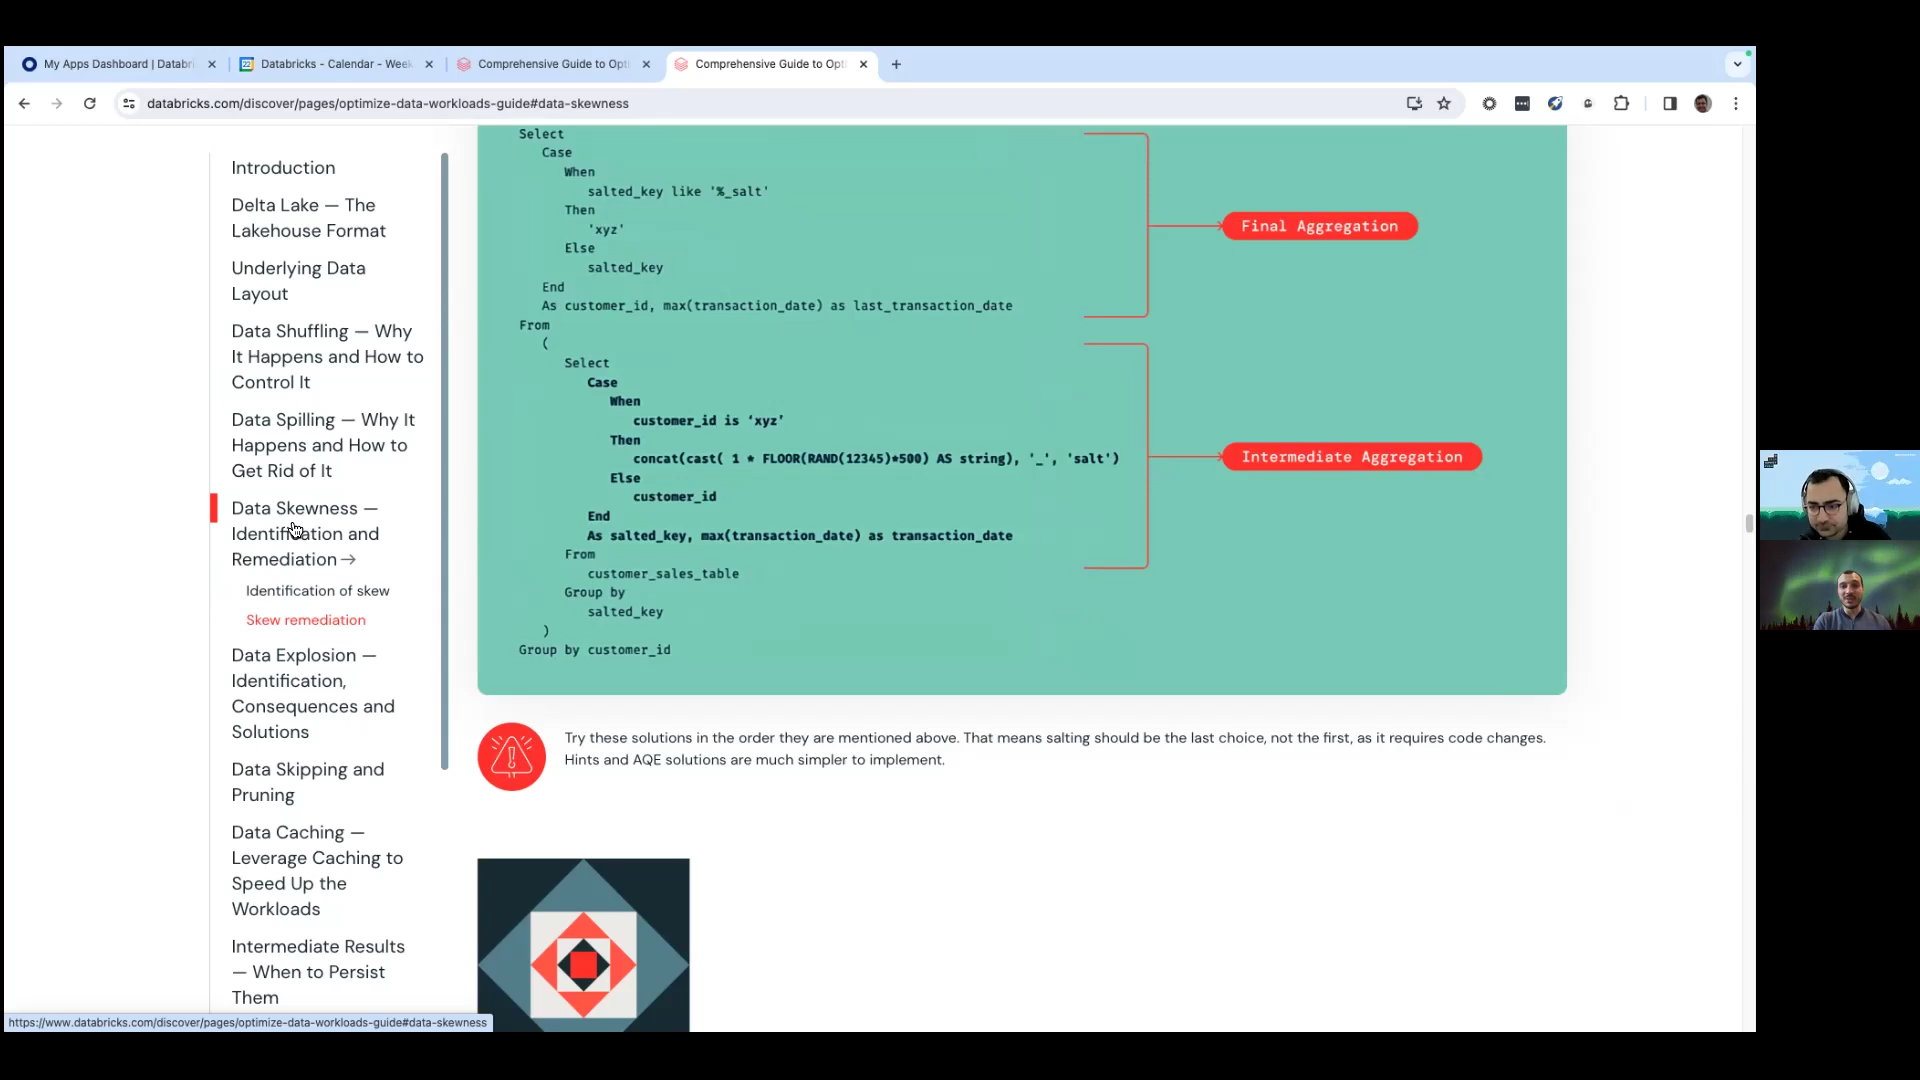 My Apps Dashboard | Databri
Databricks - Calendar - Week
Comprehensive Guide to Opti
Comprehensive Guide to Opti
databricks.com/discover/pages/optimize-data-workloads-guide#data-skewness
Introduction
Delta Lake — The
Lakehouse Format
Underlying Data
Layout
Data Shuffling — Why
It Happens and How to
Control It
Data Spilling — Why It
Happens and How to
Get Rid of It
Data Skewness —
Identification and
Remediation →
Identification of skew
Skew remediation
Data Explosion —
Identification,
Consequences and
Solutions
Data Skipping and
Pruning
Data Caching —
Leverage Caching to
Speed Up the
Workloads
Intermediate Results
— When to Persist
Them
Select
Case
When
salted_key like '%_salt'
Then
'xyz'
Else
salted_key
End
As customer_id, max(transaction_date) as last_transaction_date
From
(
Select
Case
When
customer_id is ‘xyz’
Then
concat(cast( 1 * FLOOR(RAND(12345)*500) AS string), '_', 'salt')
Else
customer_id
End
As salted_key, max(transaction_date) as transaction_date
From
customer_sales_table
Group by
salted_key
)
Group by customer_id
Final Aggregation
Intermediate Aggregation
Try these solutions in the order they are mentioned above. That means salting should be the last choice, not the first, as it requires code changes.
Hints and AQE solutions are much simpler to implement.
https://www.databricks.com/discover/pages/optimize-data-workloads-guide#data-skewness